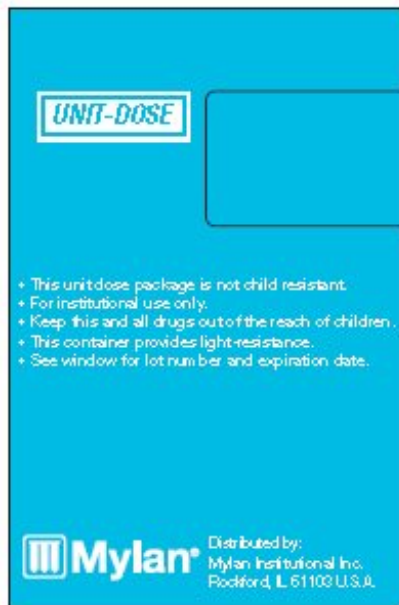 UNIT-DOSE
+ This unit dose package is not child resistant.
+ For institutional use only.
+ Keep this and all drugs out of the reach of children.
+ This container provides light-resistance.
+ See window for lot number and expiration date.
Mylan®
Distributed by:
Mylan Institutional Inc.
Rockford, IL 61103 U.S.A.